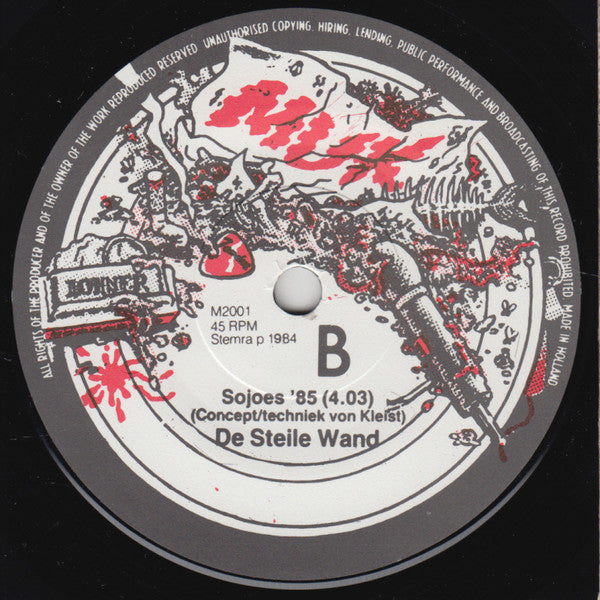 ALL RIGHTS OF THE PRODUCER AND OF THE OWNER OF THE WORK REPRODUCED RESERVED. UNAUTHORISED COPYING, HIRING, LENDING, PUBLIC PERFORMANCE AND BROADCASTING OF THIS RECORD PROHIBITED. MADE IN HOLLAND
M2001
45 RPM
Stemra p 1984
B
Sojoes '85 (4.03)
(Concept/techniek von Kleist)
De Steile Wand